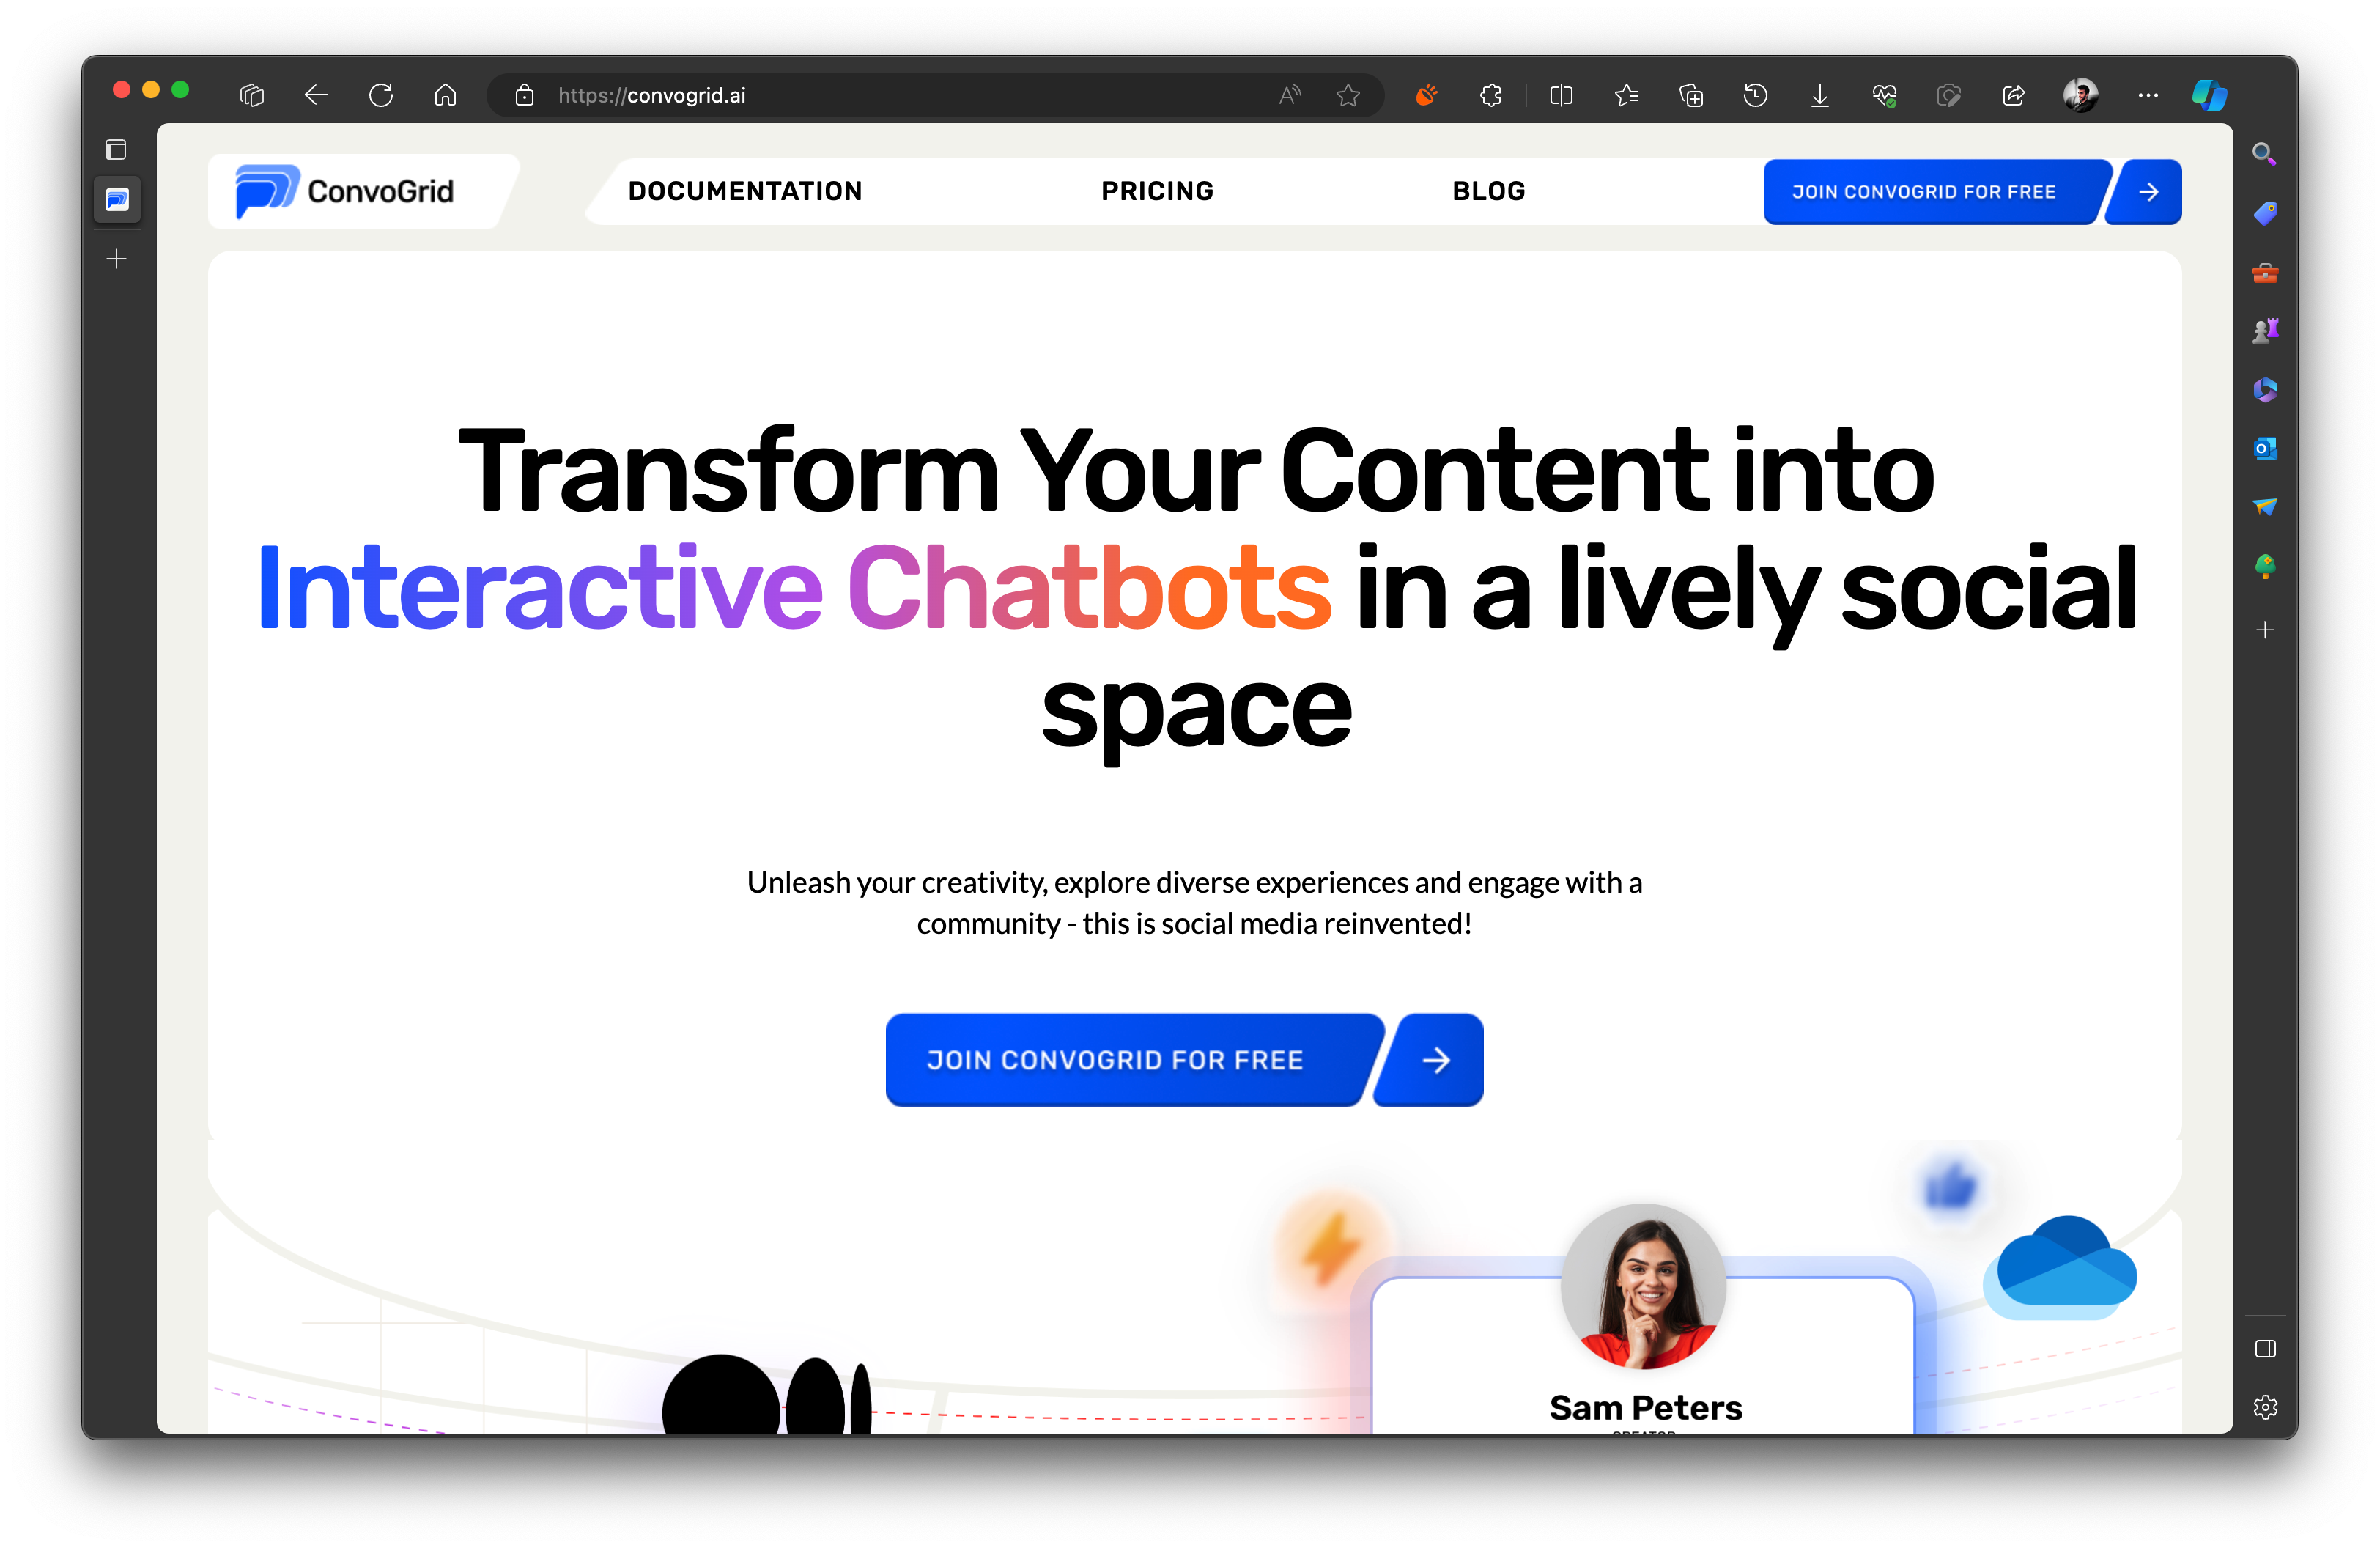 https://convogrid.ai
ConvoGrid
DOCUMENTATION
PRICING
BLOG
JOIN CONVOGRID FOR FREE
Transform Your Content into
Interactive Chatbots in a lively social
space
Unleash your creativity, explore diverse experiences and engage with a
community - this is social media reinvented!
JOIN CONVOGRID FOR FREE
Sam Peters
CREATOR